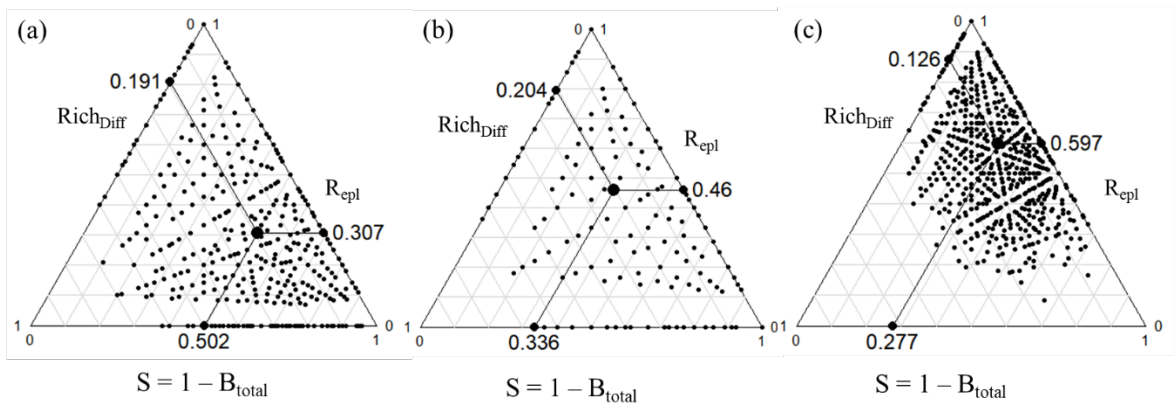 (a)
0 1
0.191
Rich_Diff
R_epl
0.307
1
0
0
0.502
1
S = 1 – B_total
(b)
0 1
0.204
Rich_Diff
R_epl
0.46
1
0
0
0.336
1
S = 1 – B_total
(c)
0 1
0.126
Rich_Diff
0.597
R_epl
1
0
0
0.277
1
S = 1 – B_total